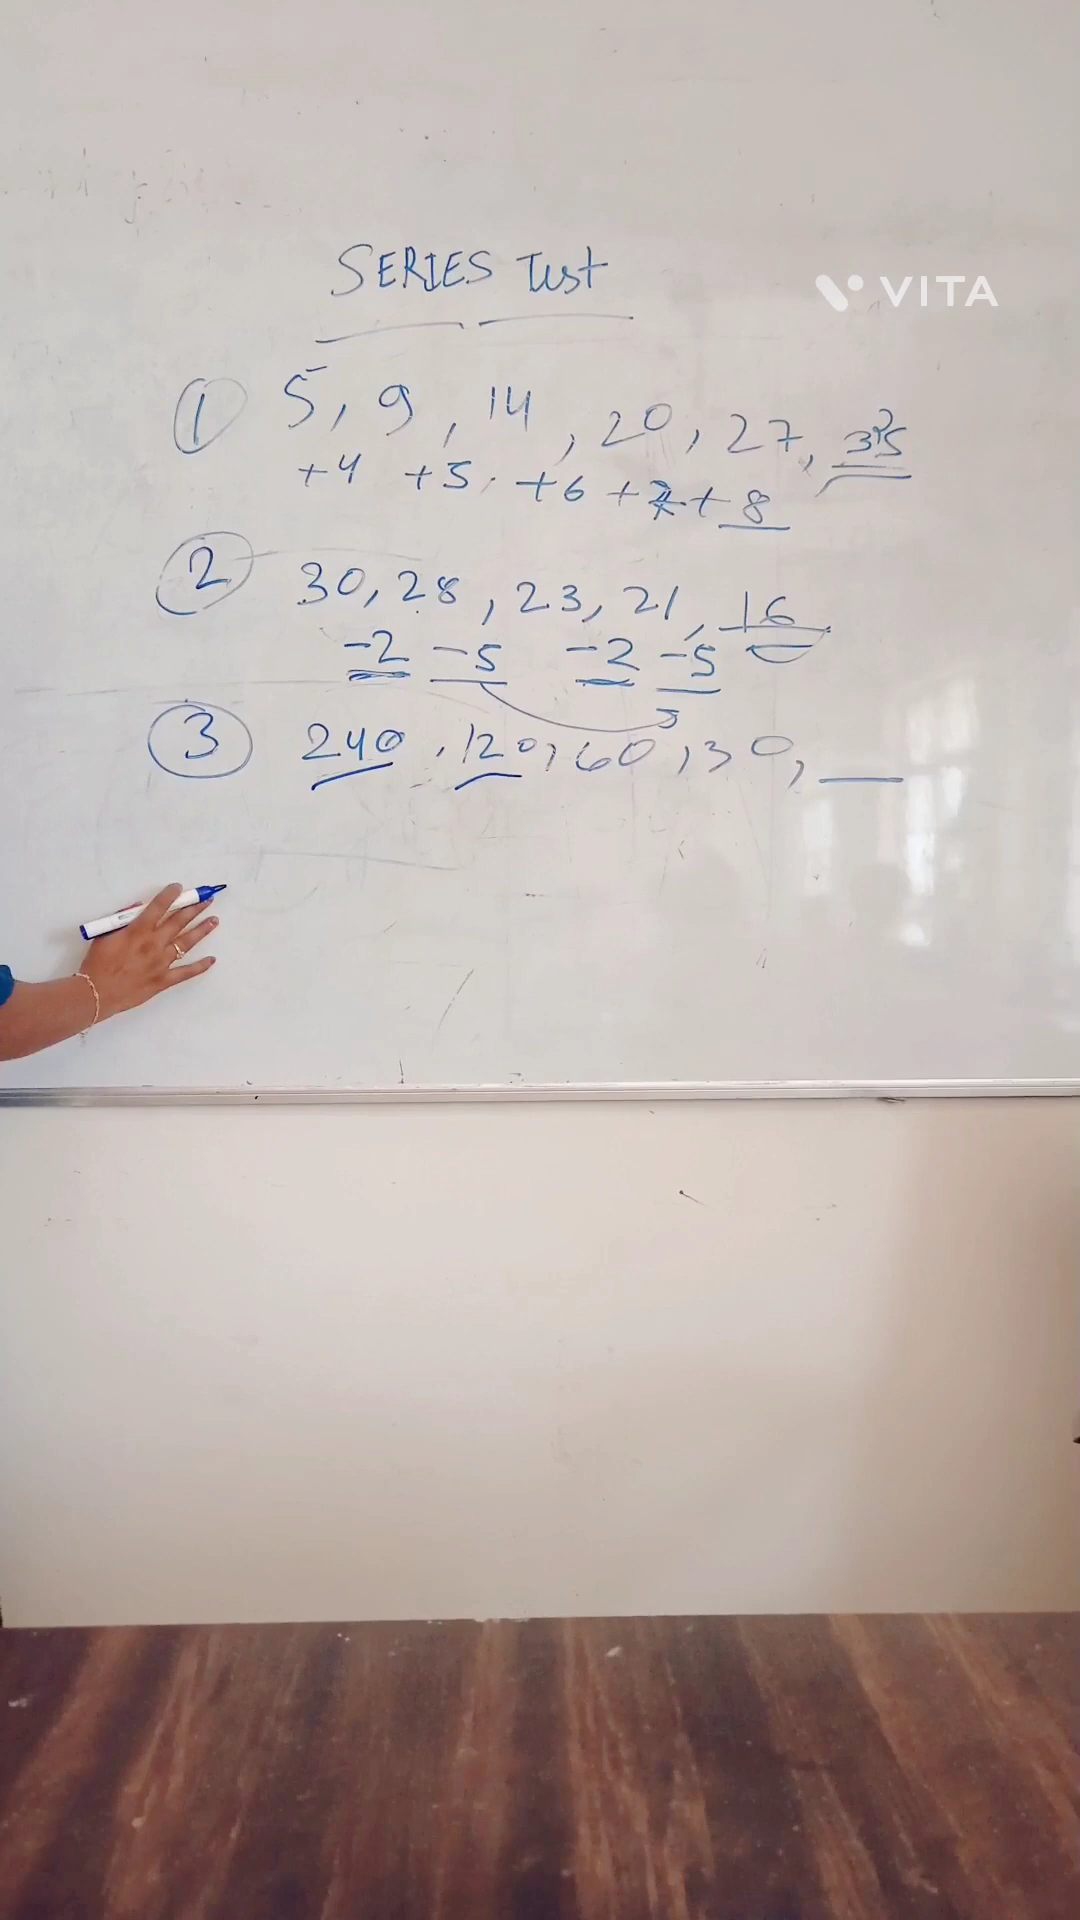 SERIES Test
VITA
① 5, 9, 14, 20, 27, 35
+4 +5 +6 +7 + 8
② 30, 28, 23, 21, 16
-2 -5 -2 -5
③ 240, 120, 60, 30, __